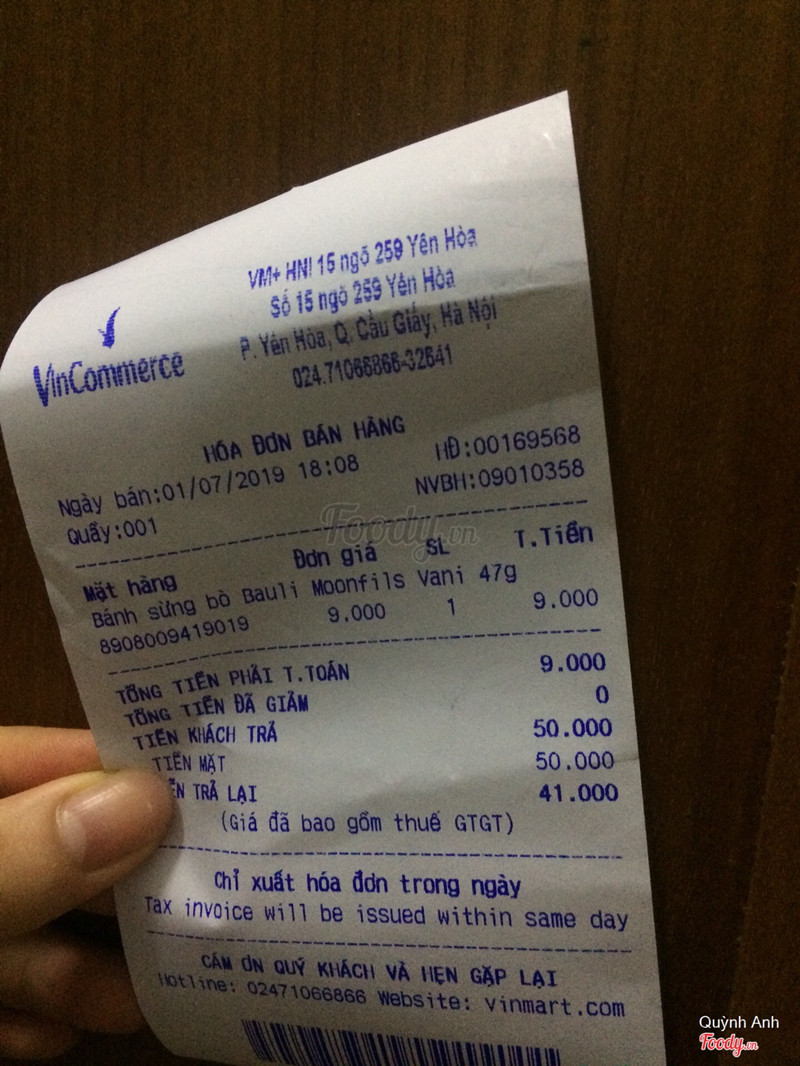 VM+ HNI 15 ngõ 259 Yên Hòa
Số 15 ngõ 259 Yên Hòa
P. Yên Hòa, Q. Cầu Giấy, Hà Nội
024.71066866-32641
VinCommerce
HÓA ĐƠN BÁN HÀNG
Ngày bán:01/07/2019 18:08 HĐ:00169568
Quầy:001 NVBH:09010358
Mặt hàng Đơn giá SL T.Tiền
Bánh sừng bò Bauli Moonfils Vani 47g
8908009419019 9.000 1 9.000
TỔNG TIỀN PHẢI T.TOÁN 9.000
TỔNG TIỀN ĐÃ GIẢM 0
TIỀN KHÁCH TRẢ 50.000
TIỀN MẶT 50.000
ỀN TRẢ LẠI 41.000
(Giá đã bao gồm thuế GTGT)
Chỉ xuất hóa đơn trong ngày
Tax invoice will be issued within same day
CÁM ƠN QUÝ KHÁCH VÀ HẸN GẶP LẠI
Hotline: 02471066866 Website: vinmart.com
Foody.vn
Quỳnh Anh
Foody.vn